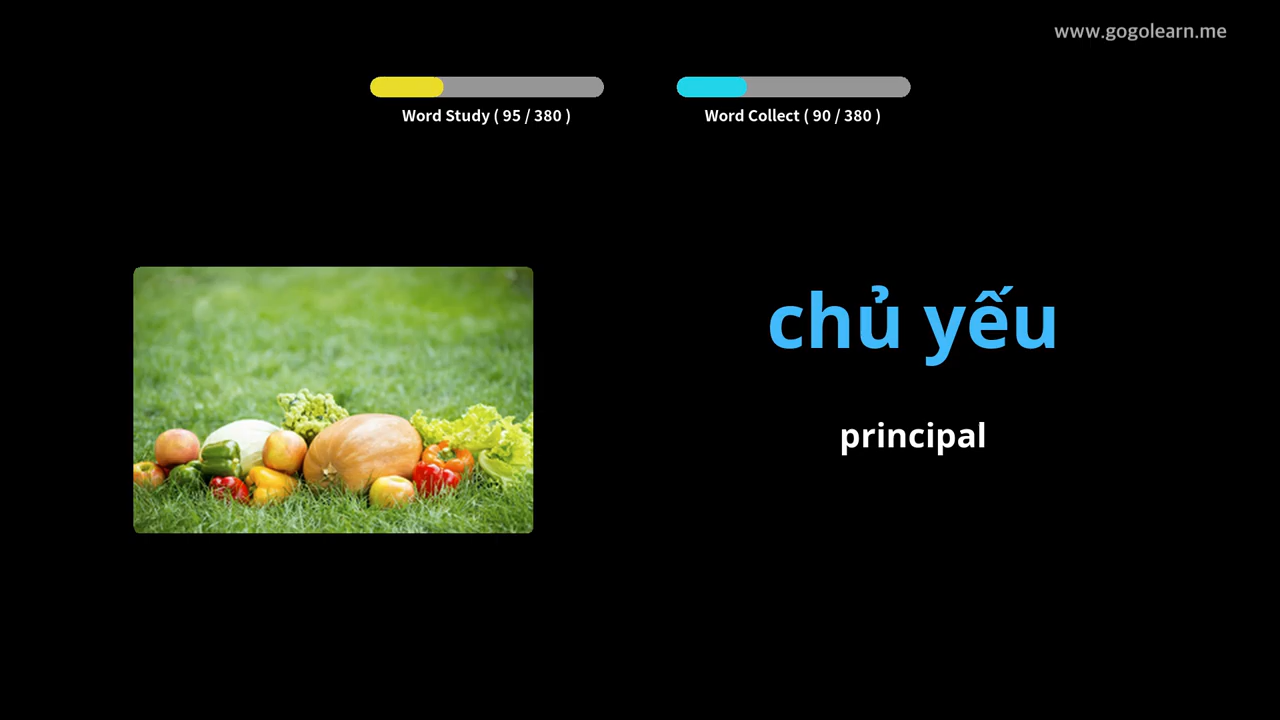 www.gogolearn.me
Word Study ( 95 / 380 )
Word Collect ( 90 / 380 )
chủ yếu
principal